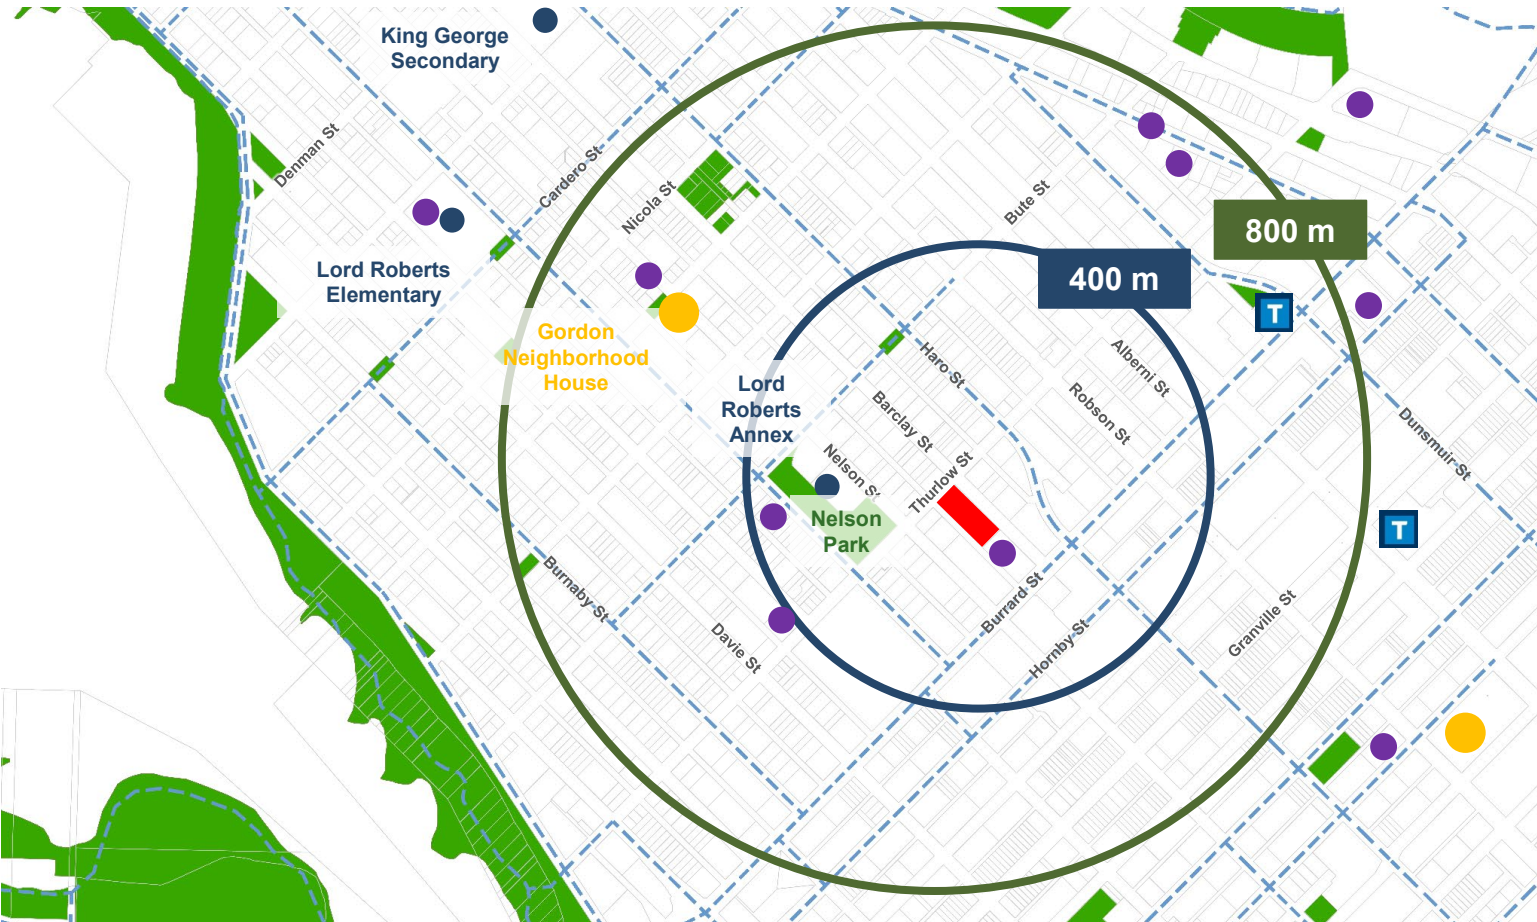 King George
Secondary
Denman St
Cardero St
Nicola St
Bute St
800 m
400 m
Lord Roberts
Elementary
T
Gordon
Neighborhood
House
Haro St
Alberni St
Lord
Roberts
Annex
Barclay St
Robson St
Dunsmuir St
Nelson St
Thurlow St
T
Nelson
Park
Burnaby St
Burrard St
Granville St
Davie St
Hornby St